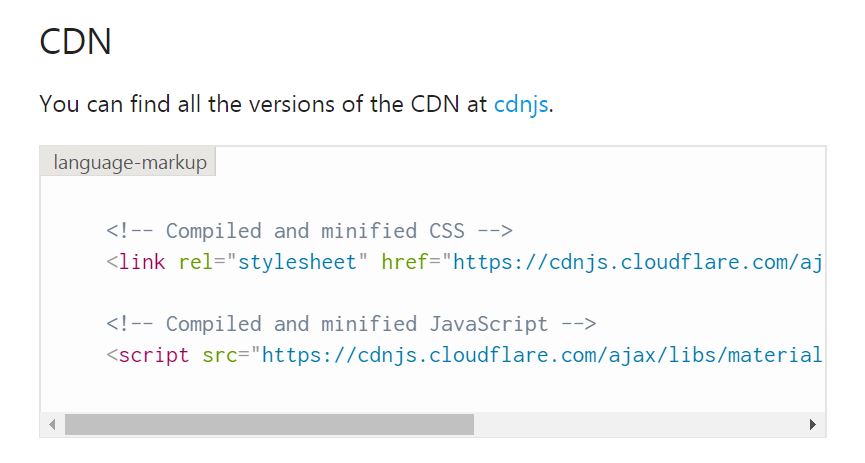 CDN
You can find all the versions of the CDN at cdnjs.
language-markup
<!-- Compiled and minified CSS -->
<link rel="stylesheet" href="https://cdnjs.cloudflare.com/aj
<!-- Compiled and minified JavaScript -->
<script src="https://cdnjs.cloudflare.com/ajax/libs/material